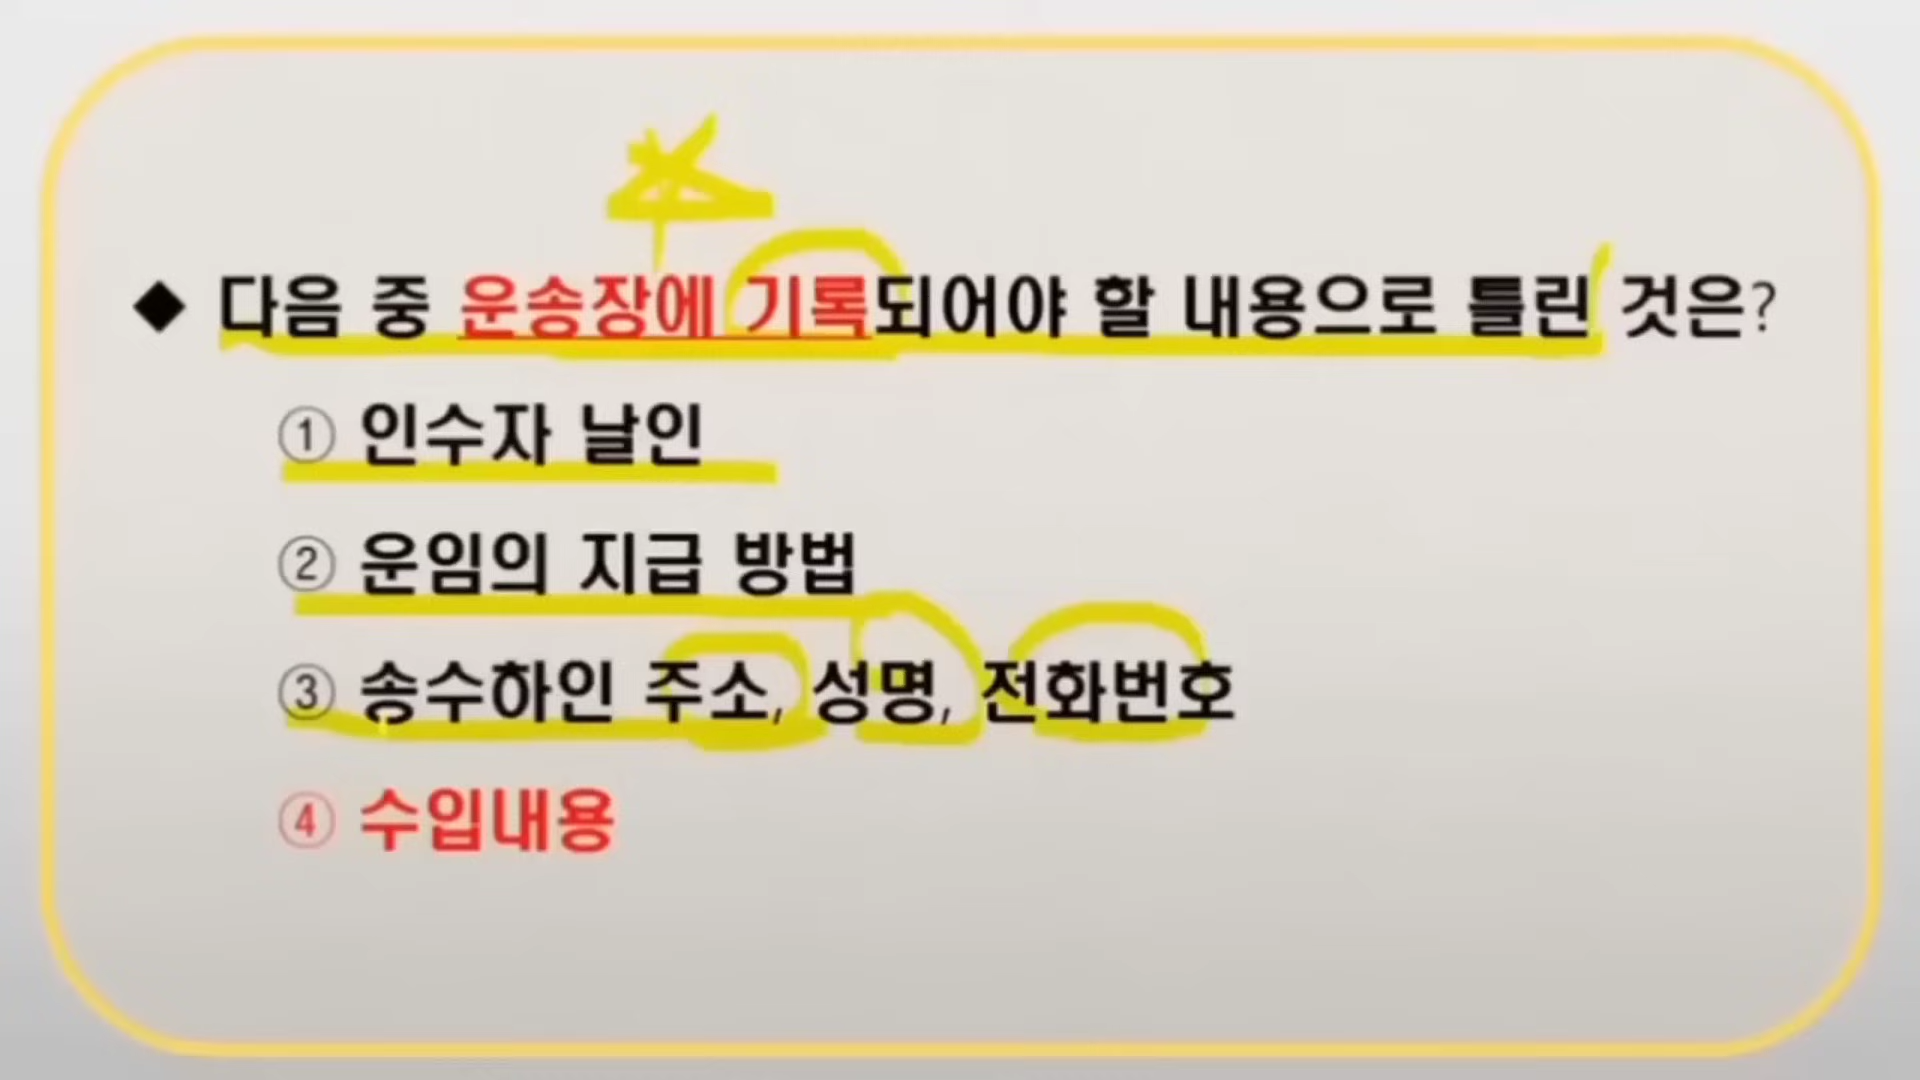 ◆ 다음 중 운송장에 기록되어야 할 내용으로 틀린 것은?
① 인수자 날인
② 운임의 지급 방법
③ 송수하인 주소, 성명, 전화번호
④ 수입내용